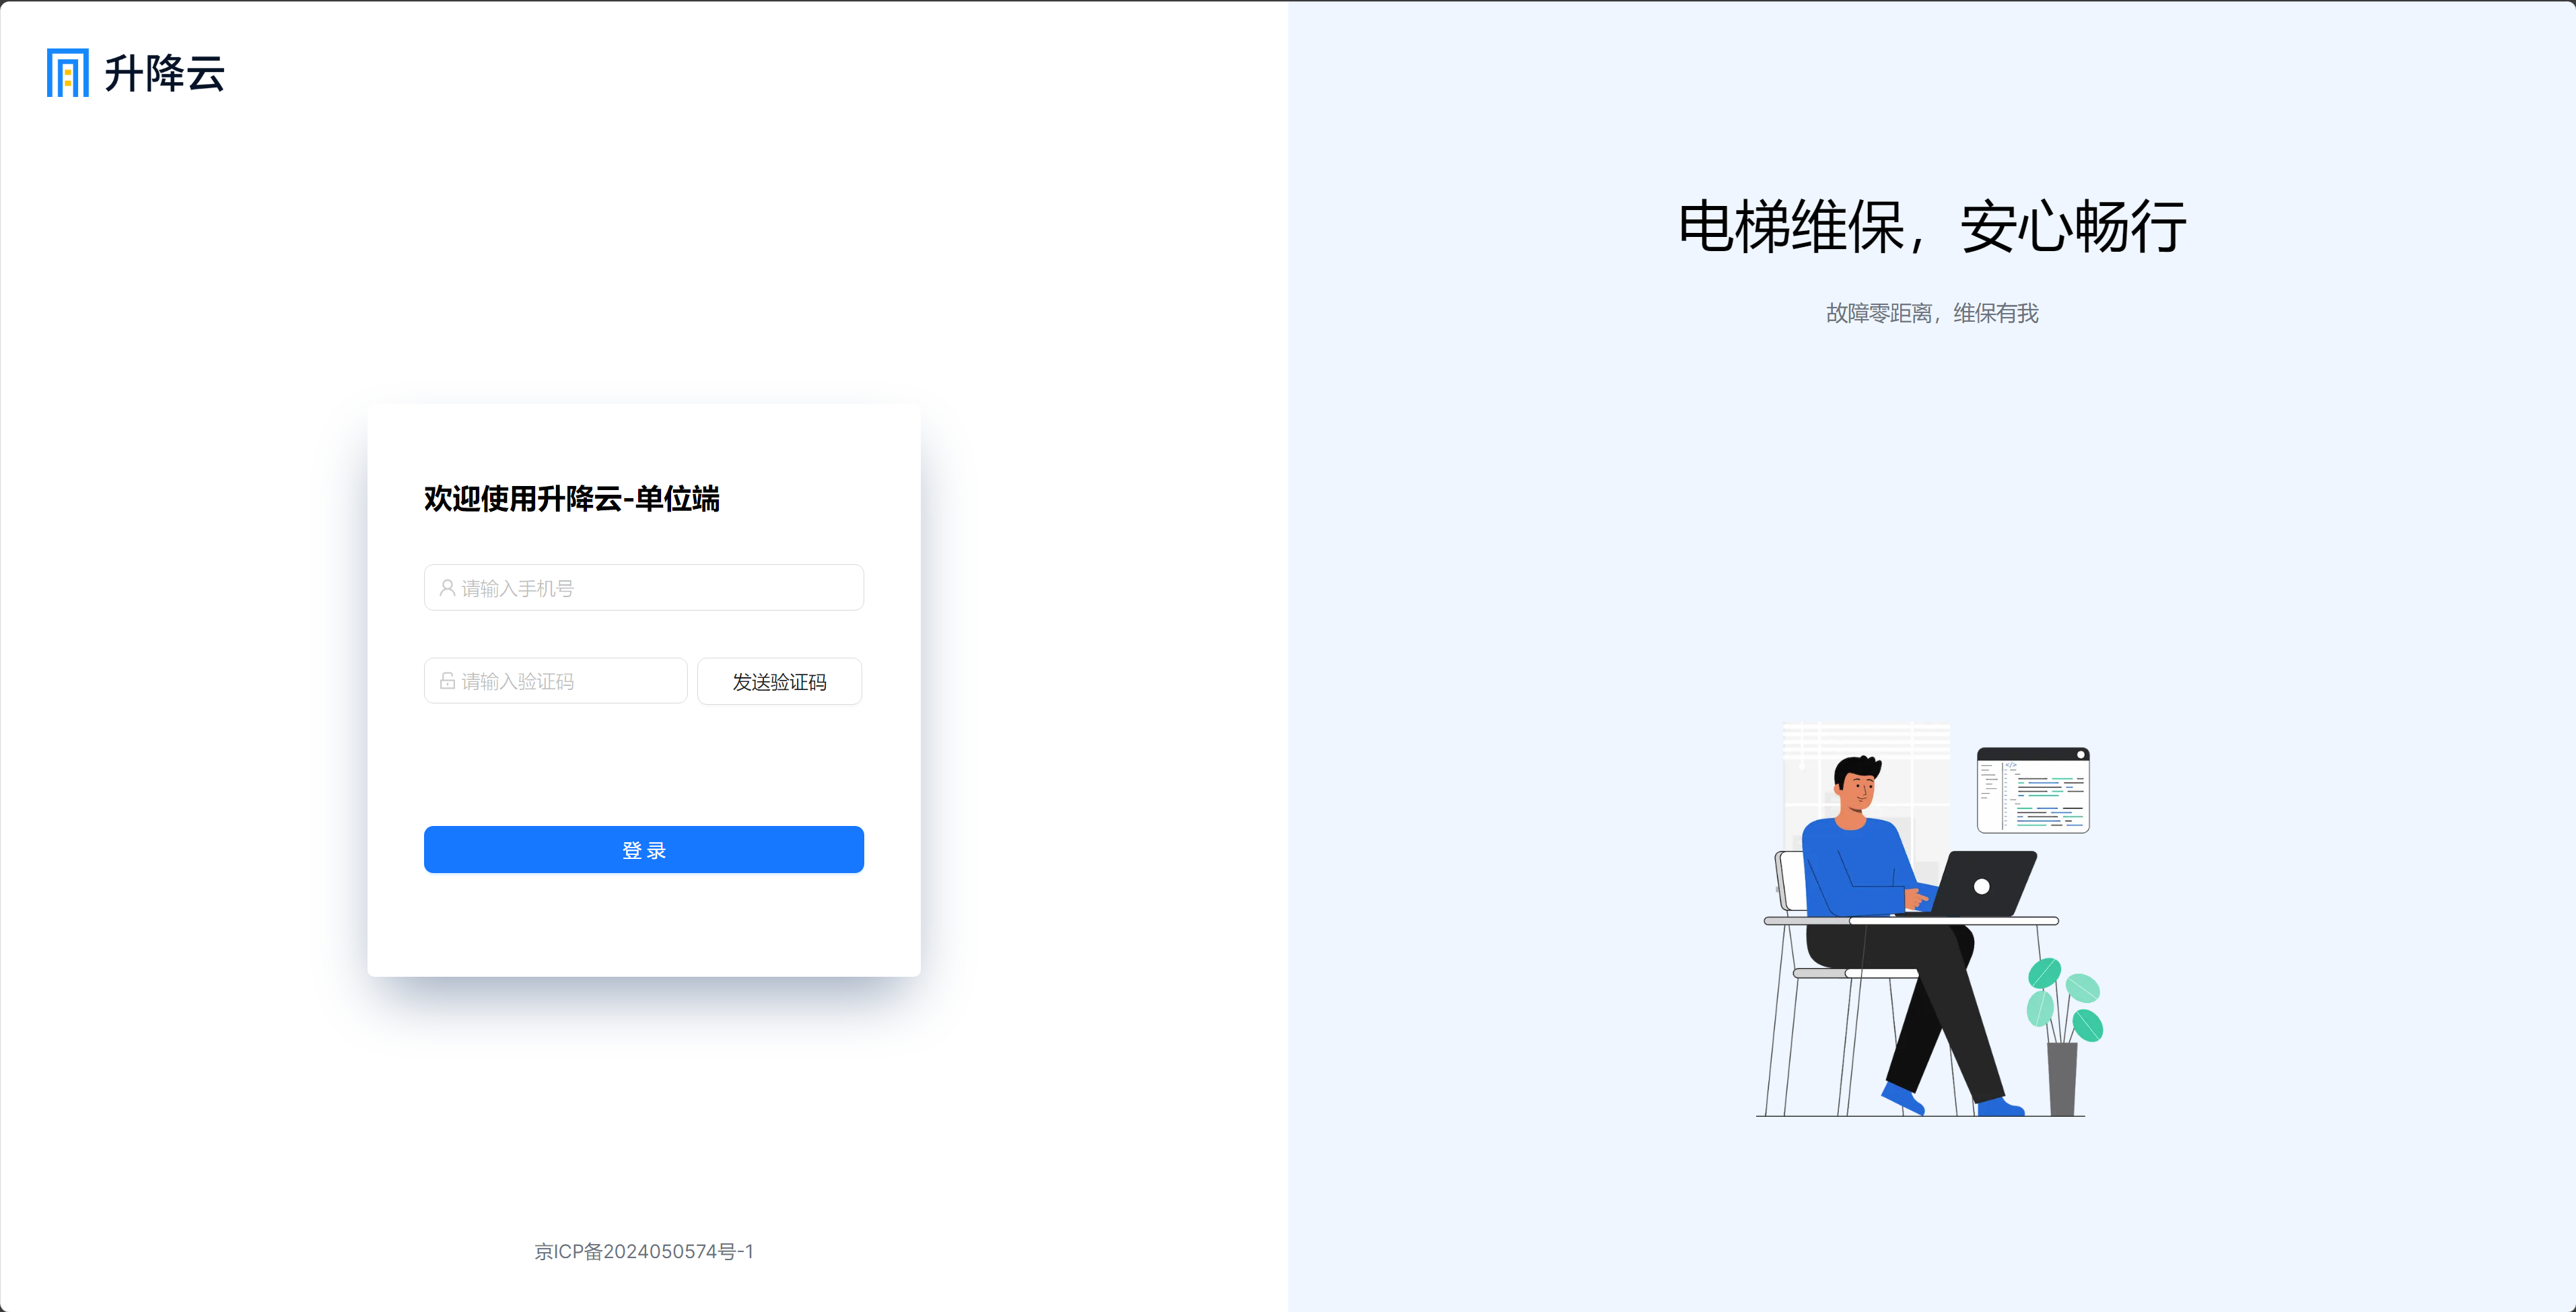 升降云
欢迎使用升降云-单位端
请输入手机号
请输入验证码
发送验证码
登录
京ICP备2024050574号-1
电梯维保，安心畅行
故障零距离，维保有我